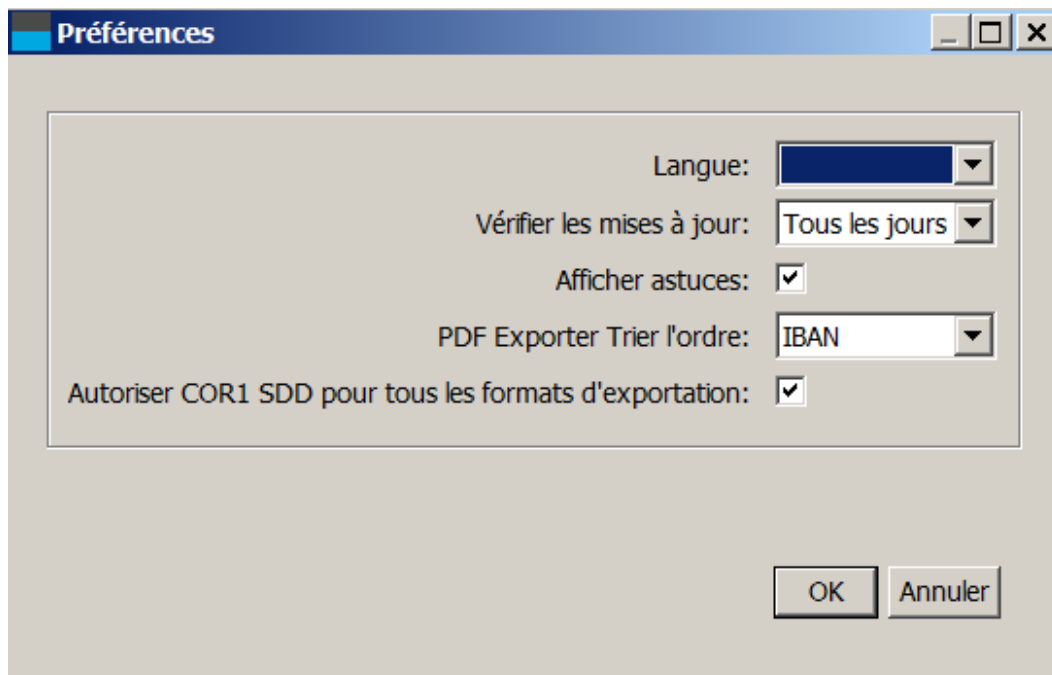 Préférences
Langue:
Vérifier les mises à jour: Tous les jours
Afficher astuces:
PDF Exporter Trier l'ordre: IBAN
Autoriser COR1 SDD pour tous les formats d'exportation:
OK Annuler